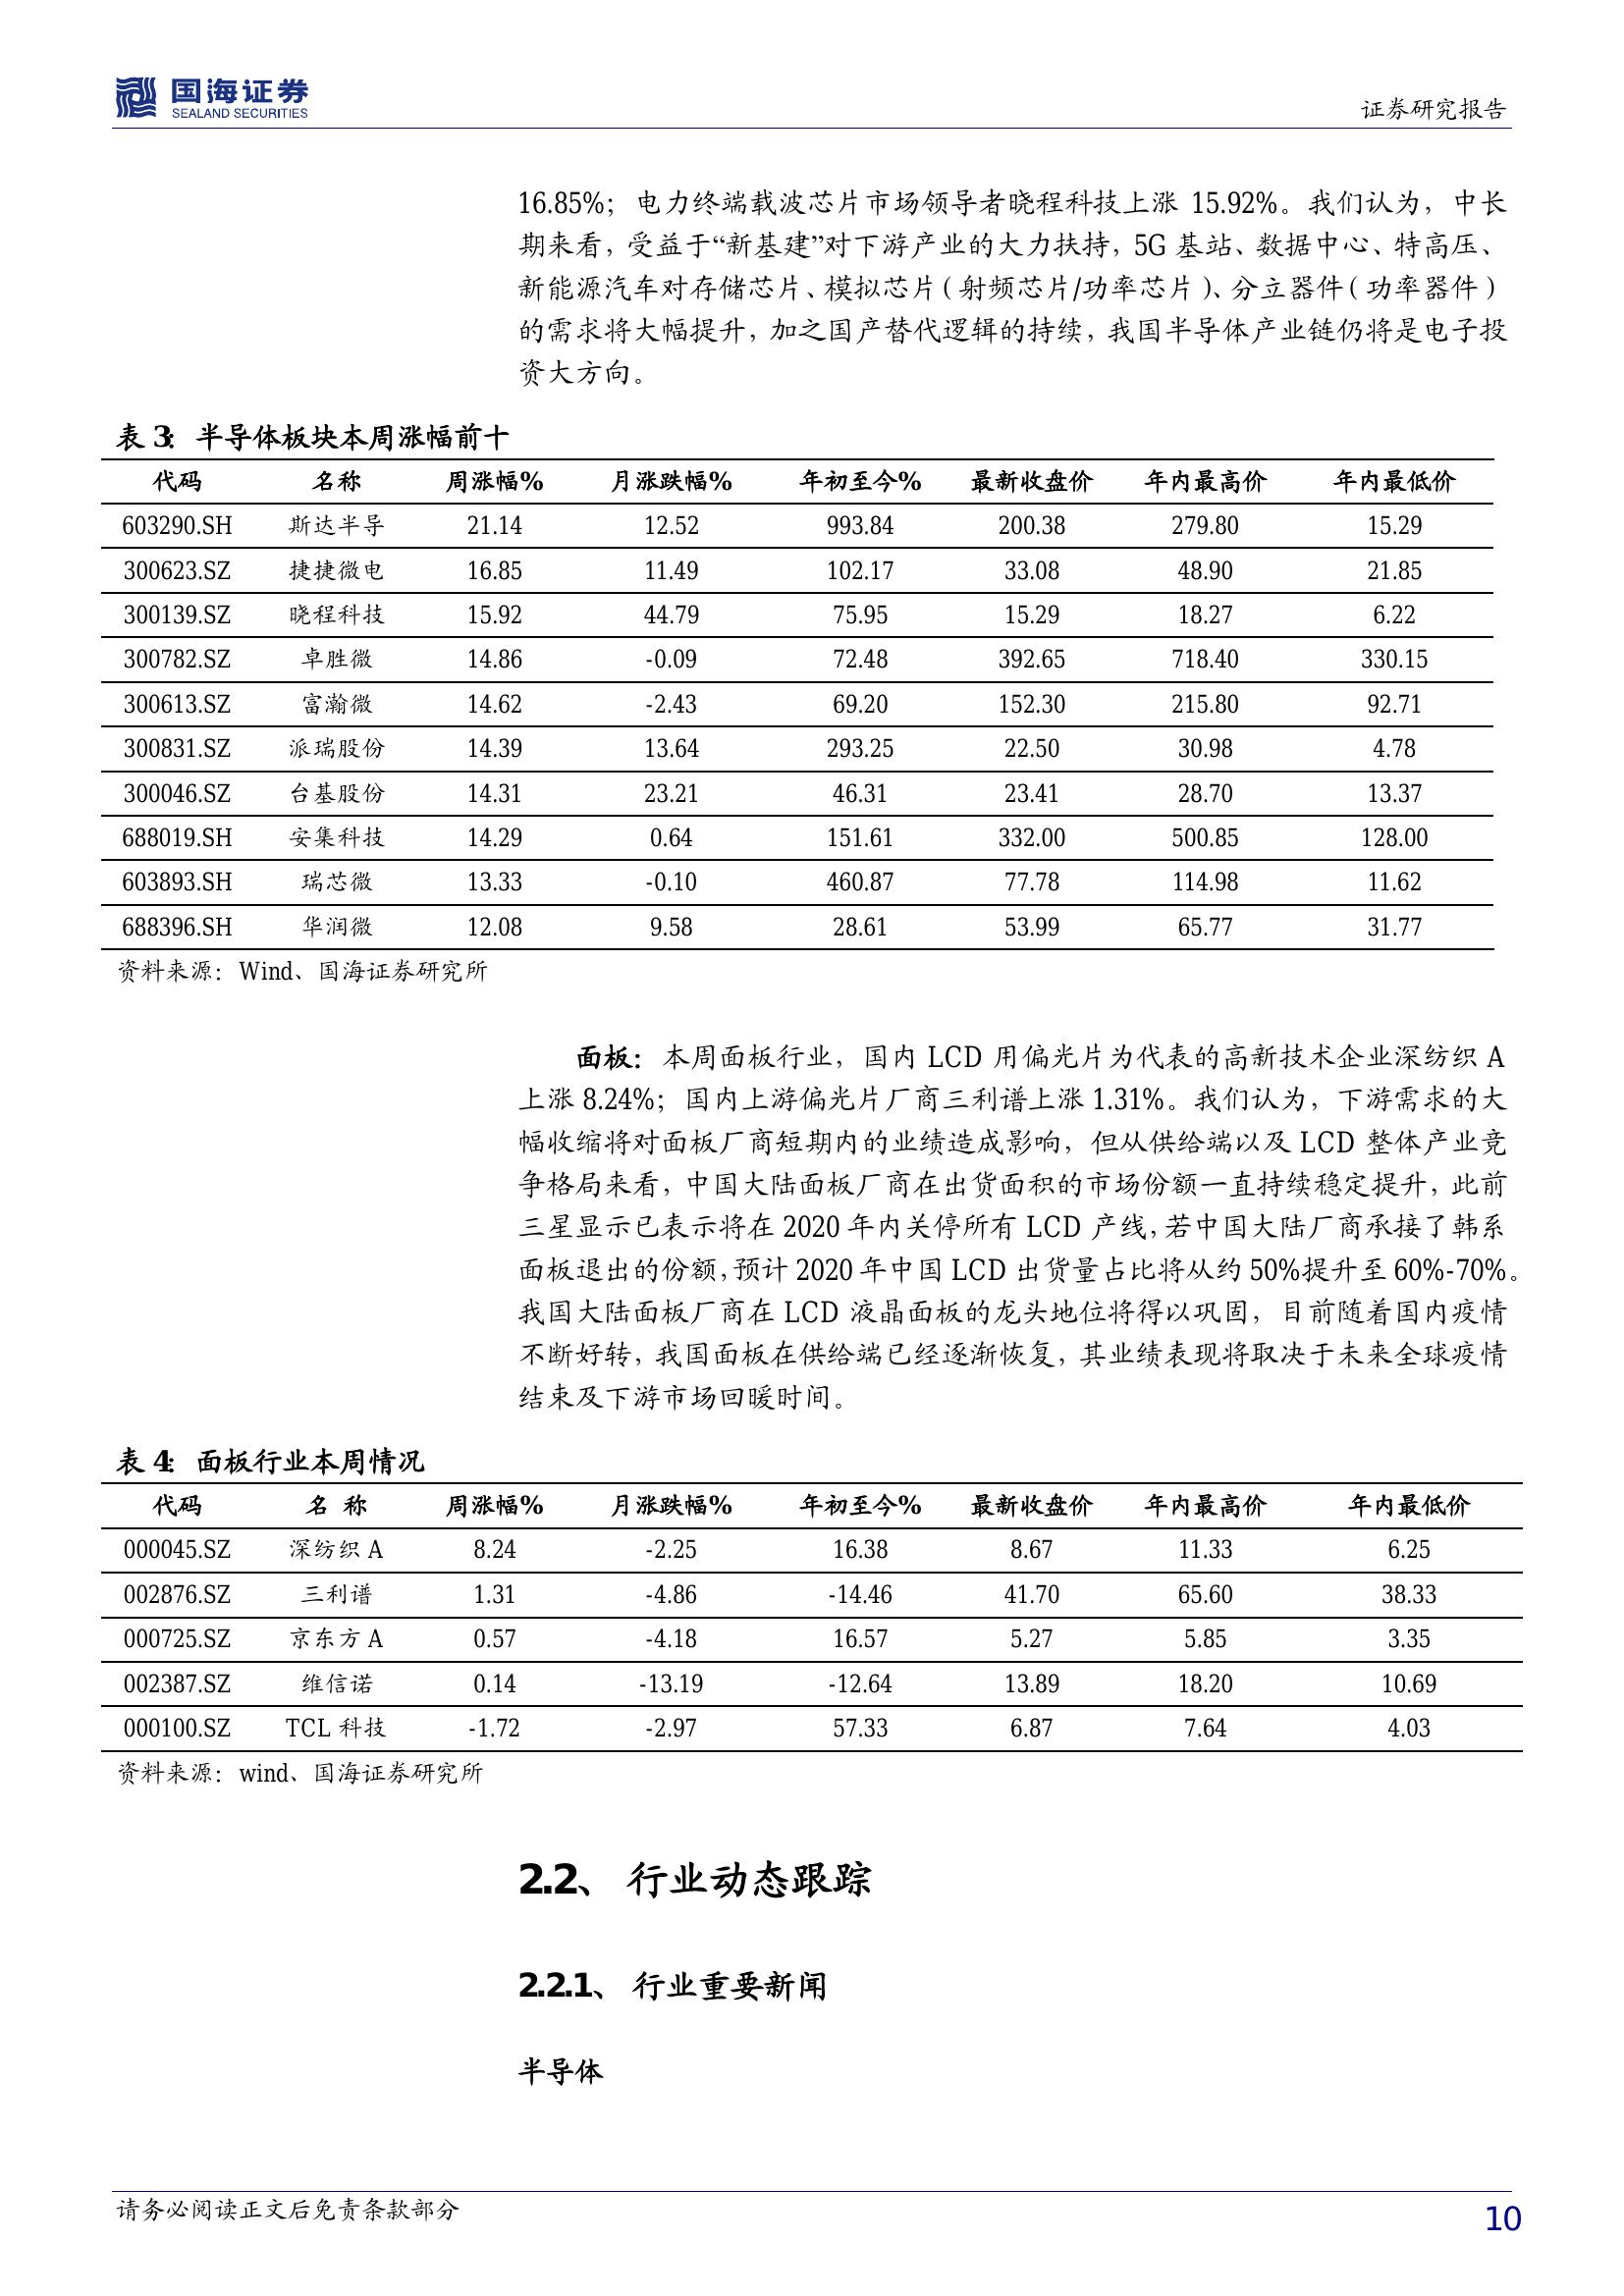 国海证券
SEALAND SECURITIES
证券研究报告
16.85%；电力终端载波芯片市场领导者晓程科技上涨 15.92%。我们认为，中长
期来看，受益于“新基建”对下游产业的大力扶持，5G 基站、数据中心、特高压、
新能源汽车对存储芯片、模拟芯片（射频芯片/功率芯片）、分立器件（功率器件）
的需求将大幅提升，加之国产替代逻辑的持续，我国半导体产业链仍将是电子投
资大方向。
表 3：半导体板块本周涨幅前十
代码 名称 周涨幅% 月涨跌幅% 年初至今% 最新收盘价 年内最高价 年内最低价
603290.SH 斯达半导 21.14 12.52 993.84 200.38 279.80 15.29
300623.SZ 捷捷微电 16.85 11.49 102.17 33.08 48.90 21.85
300139.SZ 晓程科技 15.92 44.79 75.95 15.29 18.27 6.22
300782.SZ 卓胜微 14.86 -0.09 72.48 392.65 718.40 330.15
300613.SZ 富瀚微 14.62 -2.43 69.20 152.30 215.80 92.71
300831.SZ 派瑞股份 14.39 13.64 293.25 22.50 30.98 4.78
300046.SZ 台基股份 14.31 23.21 46.31 23.41 28.70 13.37
688019.SH 安集科技 14.29 0.64 151.61 332.00 500.85 128.00
603893.SH 瑞芯微 13.33 -0.10 460.87 77.78 114.98 11.62
688396.SH 华润微 12.08 9.58 28.61 53.99 65.77 31.77
资料来源：Wind、国海证券研究所
面板：本周面板行业，国内 LCD 用偏光片为代表的高新技术企业深纺织 A
上涨 8.24%；国内上游偏光片厂商三利谱上涨 1.31%。我们认为，下游需求的大
幅收缩将对面板厂商短期内的业绩造成影响，但从供给端以及 LCD 整体产业竞
争格局来看，中国大陆面板厂商在出货面积的市场份额一直持续稳定提升，此前
三星显示已表示将在 2020 年内关停所有 LCD 产线，若中国大陆厂商承接了韩系
面板退出的份额，预计 2020 年中国 LCD 出货量占比将从约 50%提升至 60%-70%。
我国大陆面板厂商在 LCD 液晶面板的龙头地位将得以巩固，目前随着国内疫情
不断好转，我国面板在供给端已经逐渐恢复，其业绩表现将取决于未来全球疫情
结束及下游市场回暖时间。
表 4：面板行业本周情况
代码 名 称 周涨幅% 月涨跌幅% 年初至今% 最新收盘价 年内最高价 年内最低价
000045.SZ 深纺织 A 8.24 -2.25 16.38 8.67 11.33 6.25
002876.SZ 三利谱 1.31 -4.86 -14.46 41.70 65.60 38.33
000725.SZ 京东方 A 0.57 -4.18 16.57 5.27 5.85 3.35
002387.SZ 维信诺 0.14 -13.19 -12.64 13.89 18.20 10.69
000100.SZ TCL 科技 -1.72 -2.97 57.33 6.87 7.64 4.03
资料来源：wind、国海证券研究所
2.2、 行业动态跟踪
2.2.1、 行业重要新闻
半导体
请务必阅读正文后免责条款部分
10